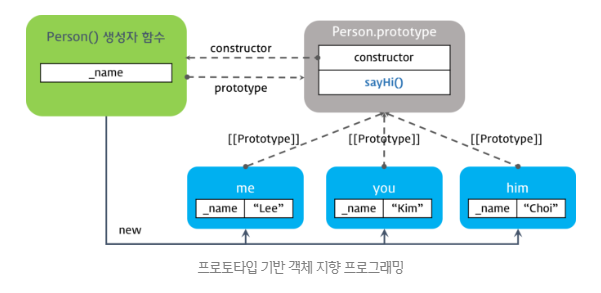 Person() 생성자 함수
_name
constructor
prototype
Person.prototype
constructor
sayHi()
[[Prototype]] [[Prototype]] [[Prototype]]
me
_name "Lee"
you
_name "Kim"
him
_name "Choi"
new
프로토타입 기반 객체 지향 프로그래밍